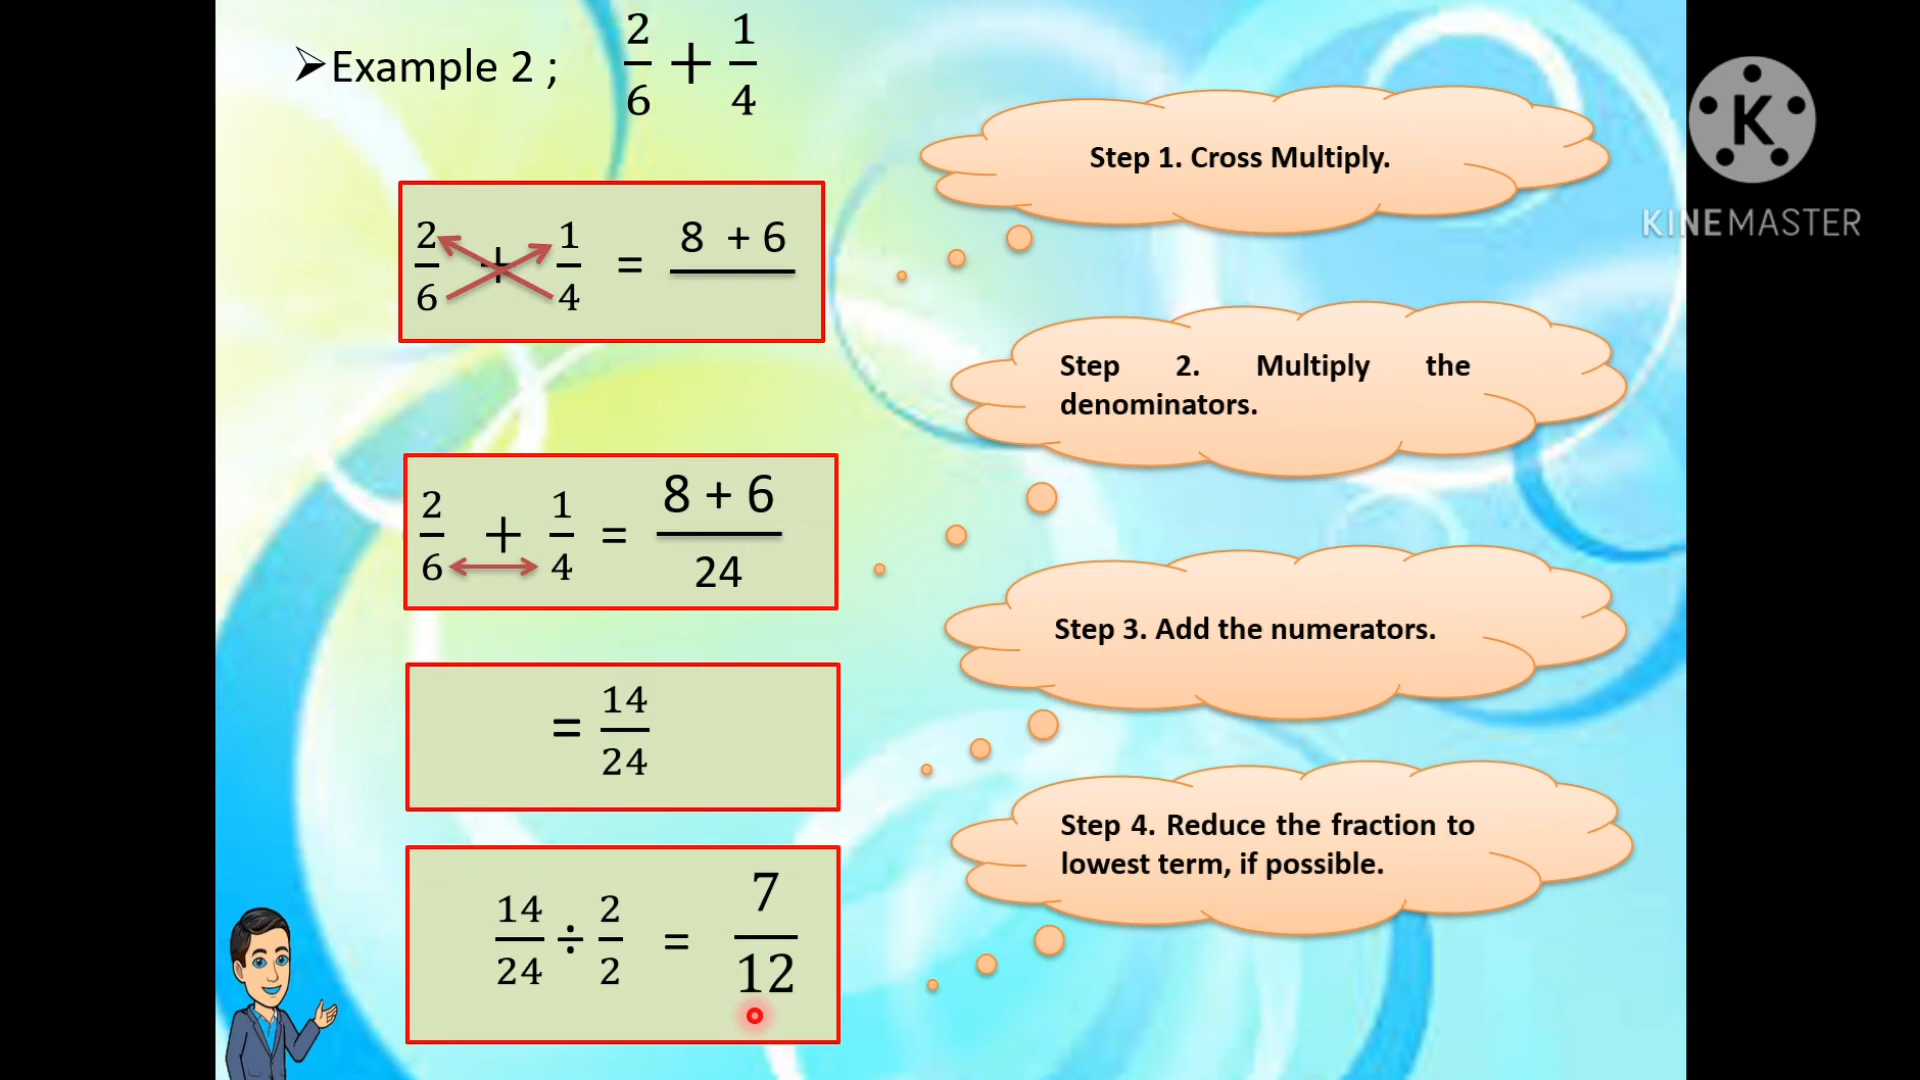 ➢Example 2 ; 2/6 + 1/4
Step 1. Cross Multiply.
2/6 + 1/4 = 8 + 6
Step 2. Multiply the
denominators.
2/6 + 1/4 = 8 + 6/24
Step 3. Add the numerators.
= 14/24
Step 4. Reduce the fraction to
lowest term, if possible.
14/24 ÷ 2/2 = 7/12
K
KINEMASTER